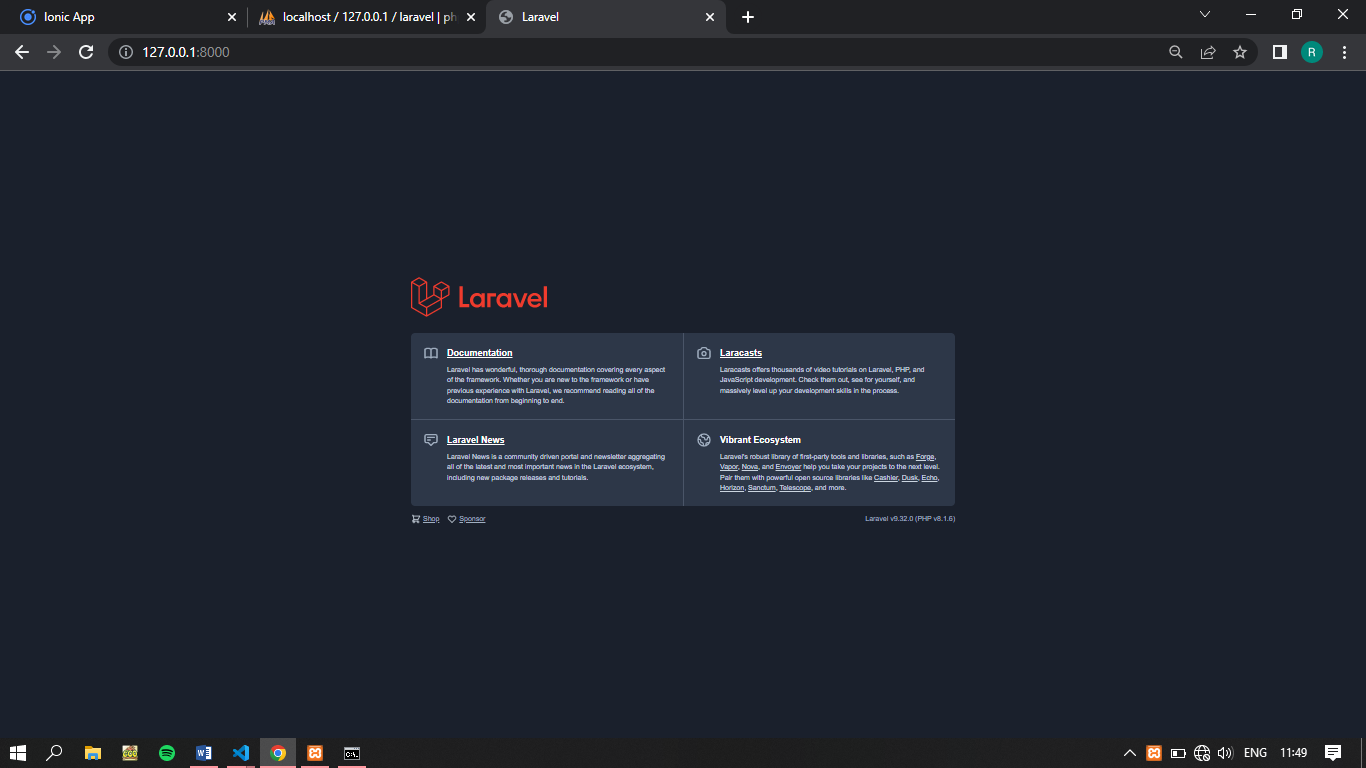 Ionic App
localhost / 127.0.0.1 / laravel | ph
Laravel
127.0.0.1:8000
R
Laravel
Documentation
Laravel has wonderful, thorough documentation covering every aspect
of the framework. Whether you are new to the framework or have
previous experience with Laravel, we recommend reading all of the
documentation from beginning to end.
Laracasts
Laracasts offers thousands of video tutorials on Laravel, PHP, and
JavaScript development. Check them out, see for yourself, and
massively level up your development skills in the process.
Laravel News
Laravel News is a community driven portal and newsletter aggregating
all of the latest and most important news in the Laravel ecosystem,
including new package releases and tutorials.
Vibrant Ecosystem
Laravel's robust library of first-party tools and libraries, such as Forge,
Vapor, Nova, and Envoyer help you take your projects to the next level.
Pair them with powerful open source libraries like Cashier, Dusk, Echo,
Horizon, Sanctum, Telescope, and more.
Shop
Sponsor
Laravel v9.32.0 (PHP v8.1.6)
ENG
11:49